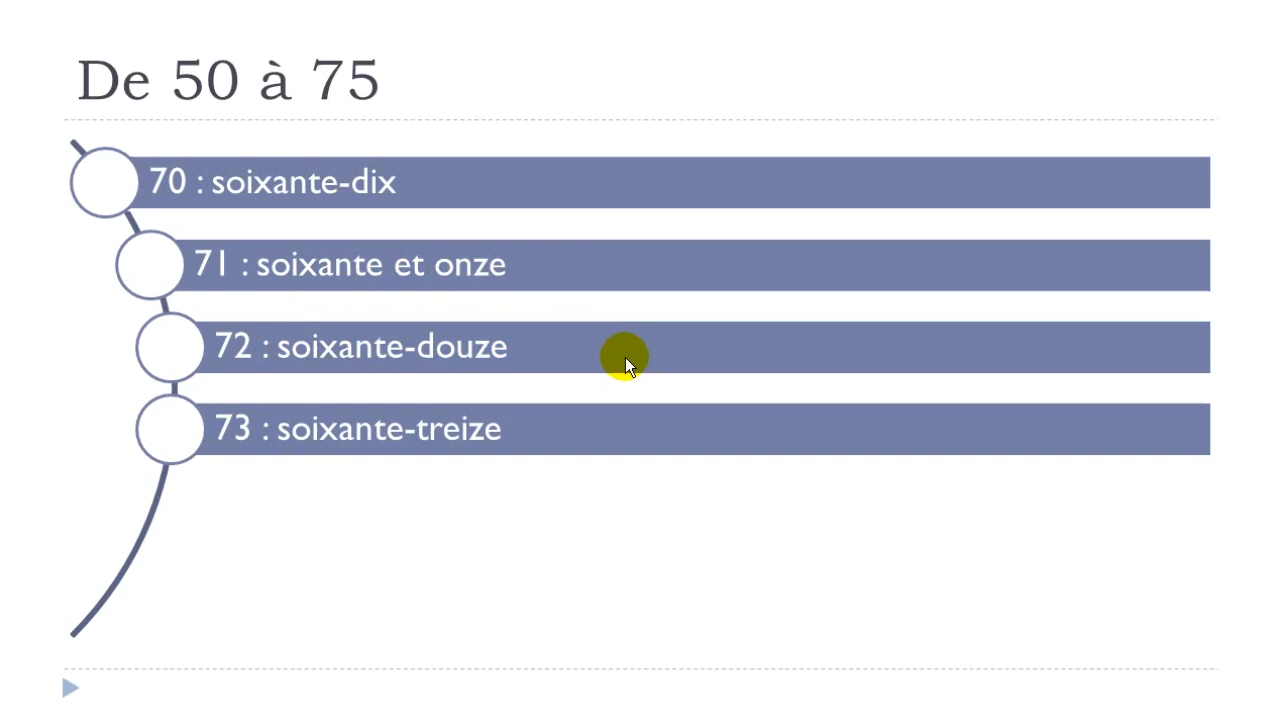 De 50 à 75
70 : soixante-dix
71 : soixante et onze
72 : soixante-douze
73 : soixante-treize